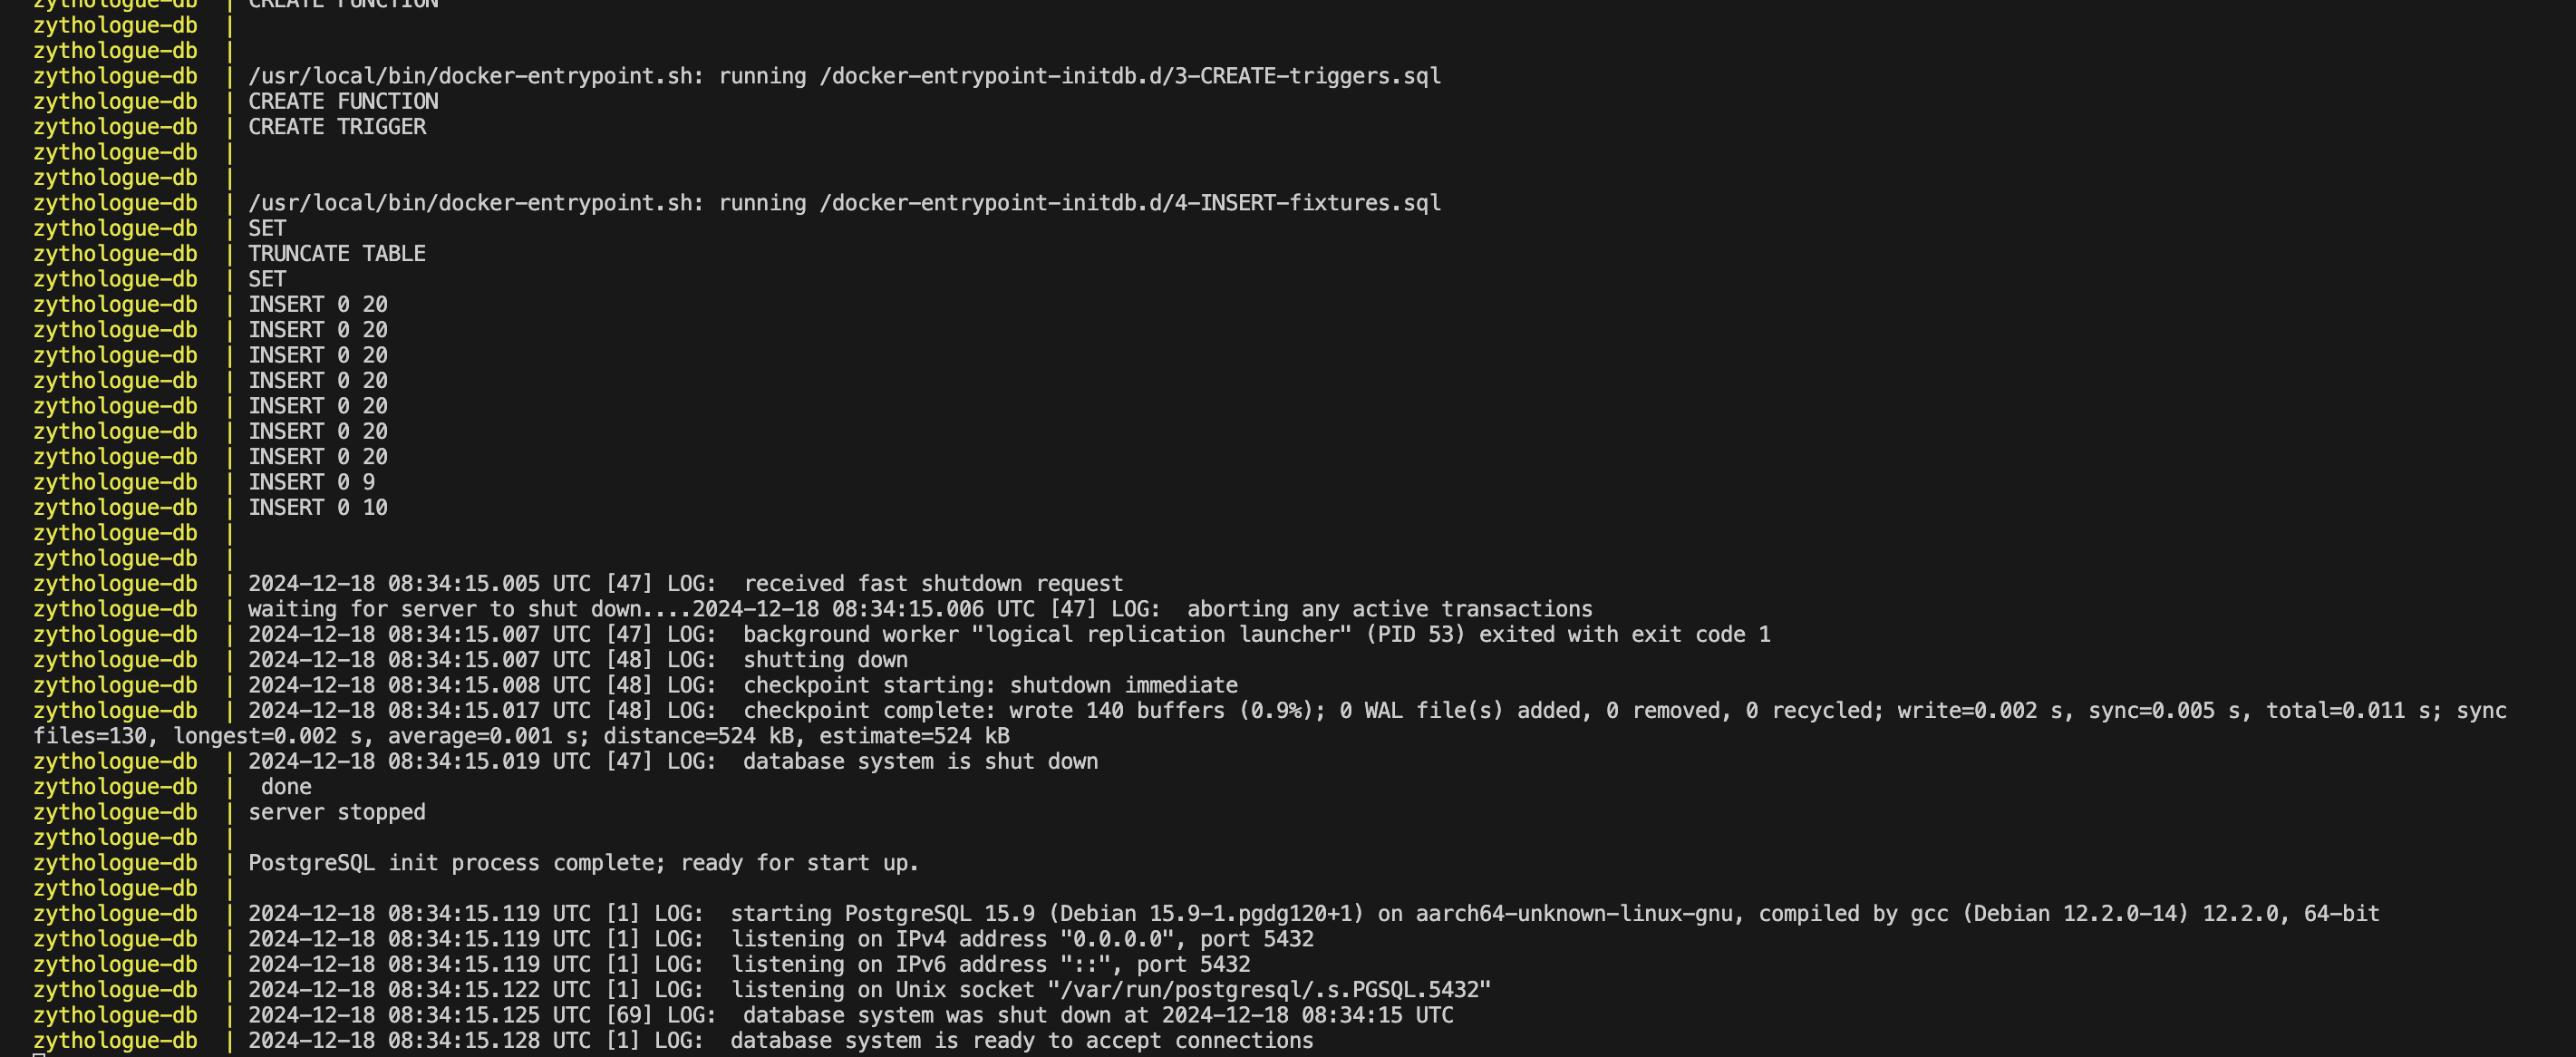 zythologue-db  | CREATE FUNCTION
zythologue-db  |
zythologue-db  |
zythologue-db  | /usr/local/bin/docker-entrypoint.sh: running /docker-entrypoint-initdb.d/3-CREATE-triggers.sql
zythologue-db  | CREATE FUNCTION
zythologue-db  | CREATE TRIGGER
zythologue-db  |
zythologue-db  |
zythologue-db  | /usr/local/bin/docker-entrypoint.sh: running /docker-entrypoint-initdb.d/4-INSERT-fixtures.sql
zythologue-db  | SET
zythologue-db  | TRUNCATE TABLE
zythologue-db  | SET
zythologue-db  | INSERT 0 20
zythologue-db  | INSERT 0 20
zythologue-db  | INSERT 0 20
zythologue-db  | INSERT 0 20
zythologue-db  | INSERT 0 20
zythologue-db  | INSERT 0 20
zythologue-db  | INSERT 0 20
zythologue-db  | INSERT 0 9
zythologue-db  | INSERT 0 10
zythologue-db  |
zythologue-db  |
zythologue-db  | 2024-12-18 08:34:15.005 UTC [47] LOG:  received fast shutdown request
zythologue-db  | waiting for server to shut down....2024-12-18 08:34:15.006 UTC [47] LOG:  aborting any active transactions
zythologue-db  | 2024-12-18 08:34:15.007 UTC [47] LOG:  background worker "logical replication launcher" (PID 53) exited with exit code 1
zythologue-db  | 2024-12-18 08:34:15.007 UTC [48] LOG:  shutting down
zythologue-db  | 2024-12-18 08:34:15.008 UTC [48] LOG:  checkpoint starting: shutdown immediate
zythologue-db  | 2024-12-18 08:34:15.017 UTC [48] LOG:  checkpoint complete: wrote 140 buffers (0.9%); 0 WAL file(s) added, 0 removed, 0 recycled; write=0.002 s, sync=0.005 s, total=0.011 s; sync
files=130, longest=0.002 s, average=0.001 s; distance=524 kB, estimate=524 kB
zythologue-db  | 2024-12-18 08:34:15.019 UTC [47] LOG:  database system is shut down
zythologue-db  |  done
zythologue-db  | server stopped
zythologue-db  |
zythologue-db  | PostgreSQL init process complete; ready for start up.
zythologue-db  |
zythologue-db  | 2024-12-18 08:34:15.119 UTC [1] LOG:  starting PostgreSQL 15.9 (Debian 15.9-1.pgdg120+1) on aarch64-unknown-linux-gnu, compiled by gcc (Debian 12.2.0-14) 12.2.0, 64-bit
zythologue-db  | 2024-12-18 08:34:15.119 UTC [1] LOG:  listening on IPv4 address "0.0.0.0", port 5432
zythologue-db  | 2024-12-18 08:34:15.119 UTC [1] LOG:  listening on IPv6 address "::", port 5432
zythologue-db  | 2024-12-18 08:34:15.122 UTC [1] LOG:  listening on Unix socket "/var/run/postgresql/.s.PGSQL.5432"
zythologue-db  | 2024-12-18 08:34:15.125 UTC [69] LOG:  database system was shut down at 2024-12-18 08:34:15 UTC
zythologue-db  | 2024-12-18 08:34:15.128 UTC [1] LOG:  database system is ready to accept connections